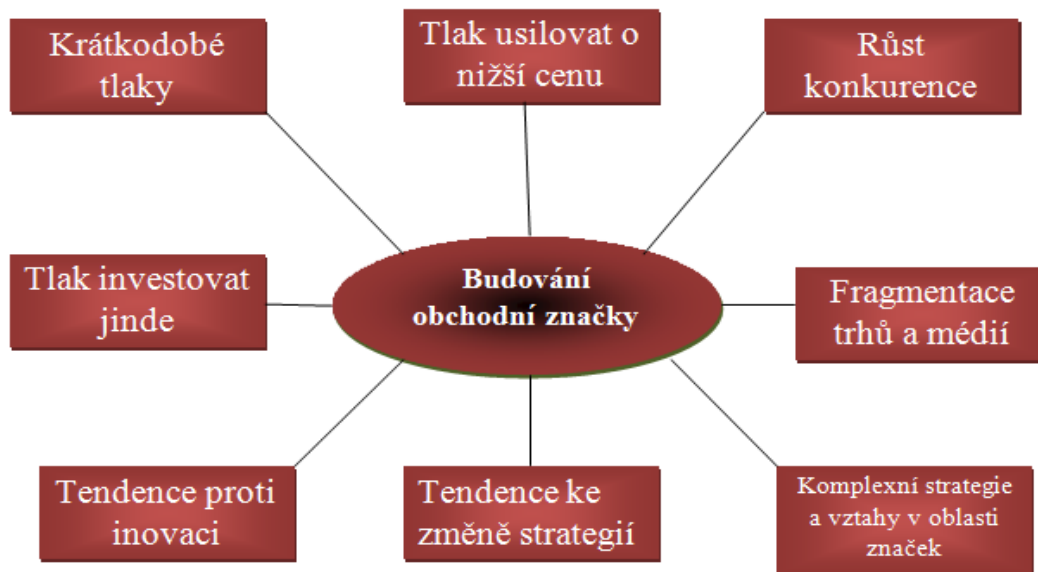 Krátkodobé
tlaky
Tlak usilovat o
nižší cenu
Růst
konkurence
Tlak investovat
jinde
Budování
obchodní značky
Fragmentace
trhů a médií
Tendence proti
inovaci
Tendence ke
změně strategií
Komplexní strategie
a vztahy v oblasti
značek